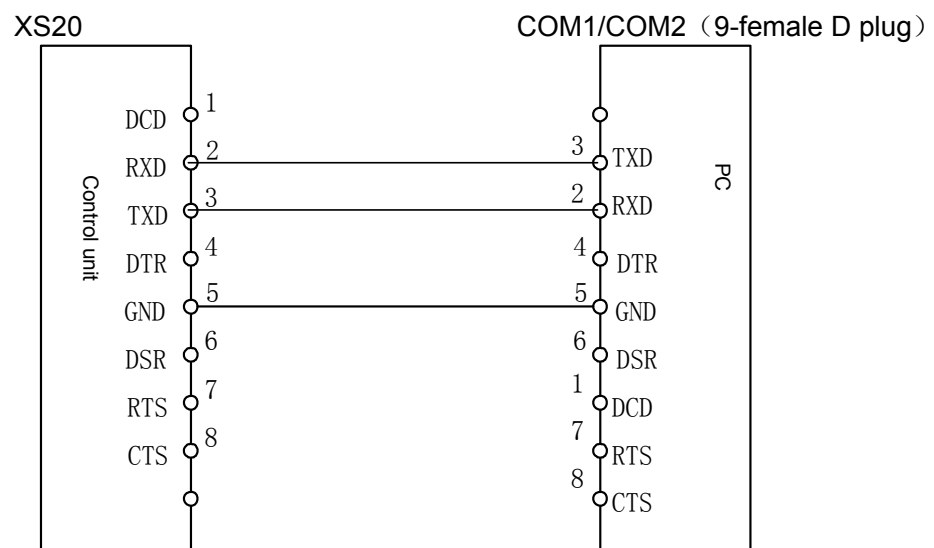 XS20
COM1/COM2（9-female D plug）
DCD 1
RXD 2
TXD 3
DTR 4
GND 5
DSR 6
RTS 7
CTS 8
Control unit
3 TXD
2 RXD
4 DTR
5 GND
6 DSR
1 DCD
7 RTS
8 CTS
PC